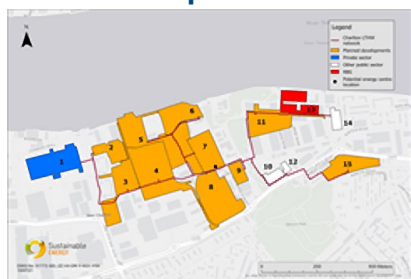 N
Legend
Charlton LTHW
network
Planned developments
Private sector
Other public sector
RBG
Potential energy centre
location
1
2
3
4
5
6
7
8
9
10
11
12
13
14
15
Sustainable
ENERGY